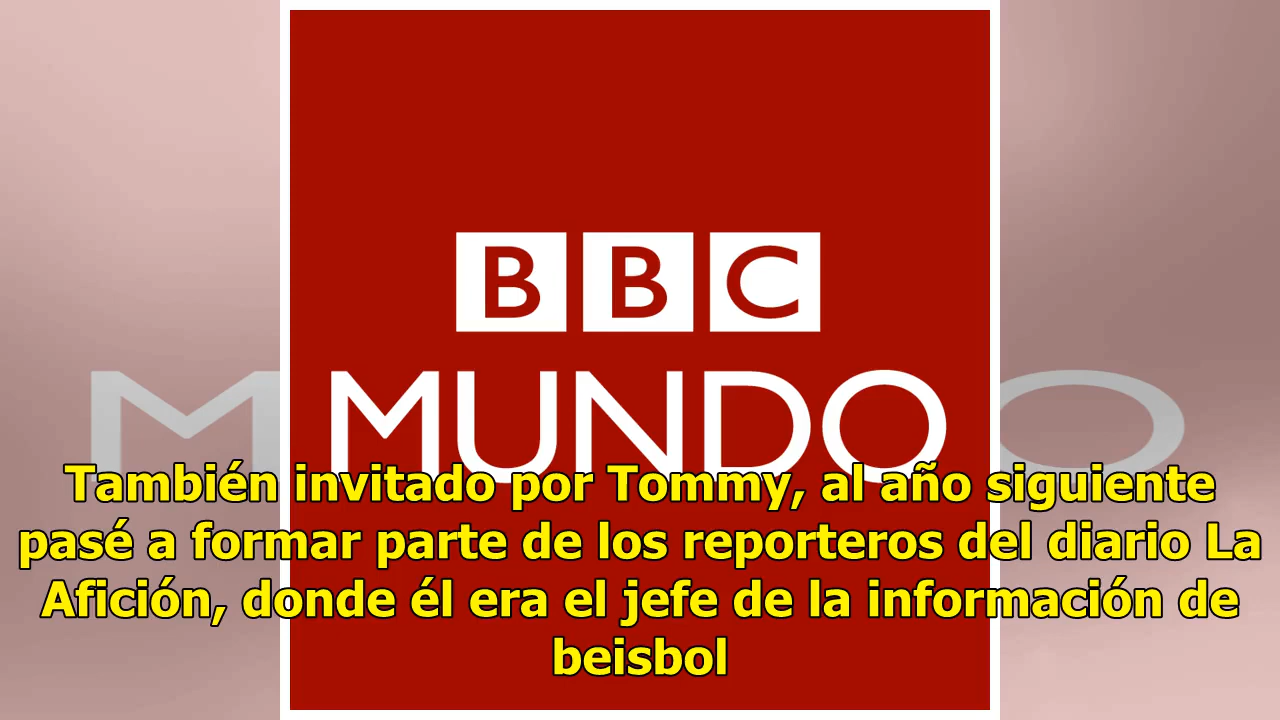 BBC
MUNDO
También invitado por Tommy, al año siguiente
pasé a formar parte de los reporteros del diario La
Afición, donde él era el jefe de la información de
beisbol